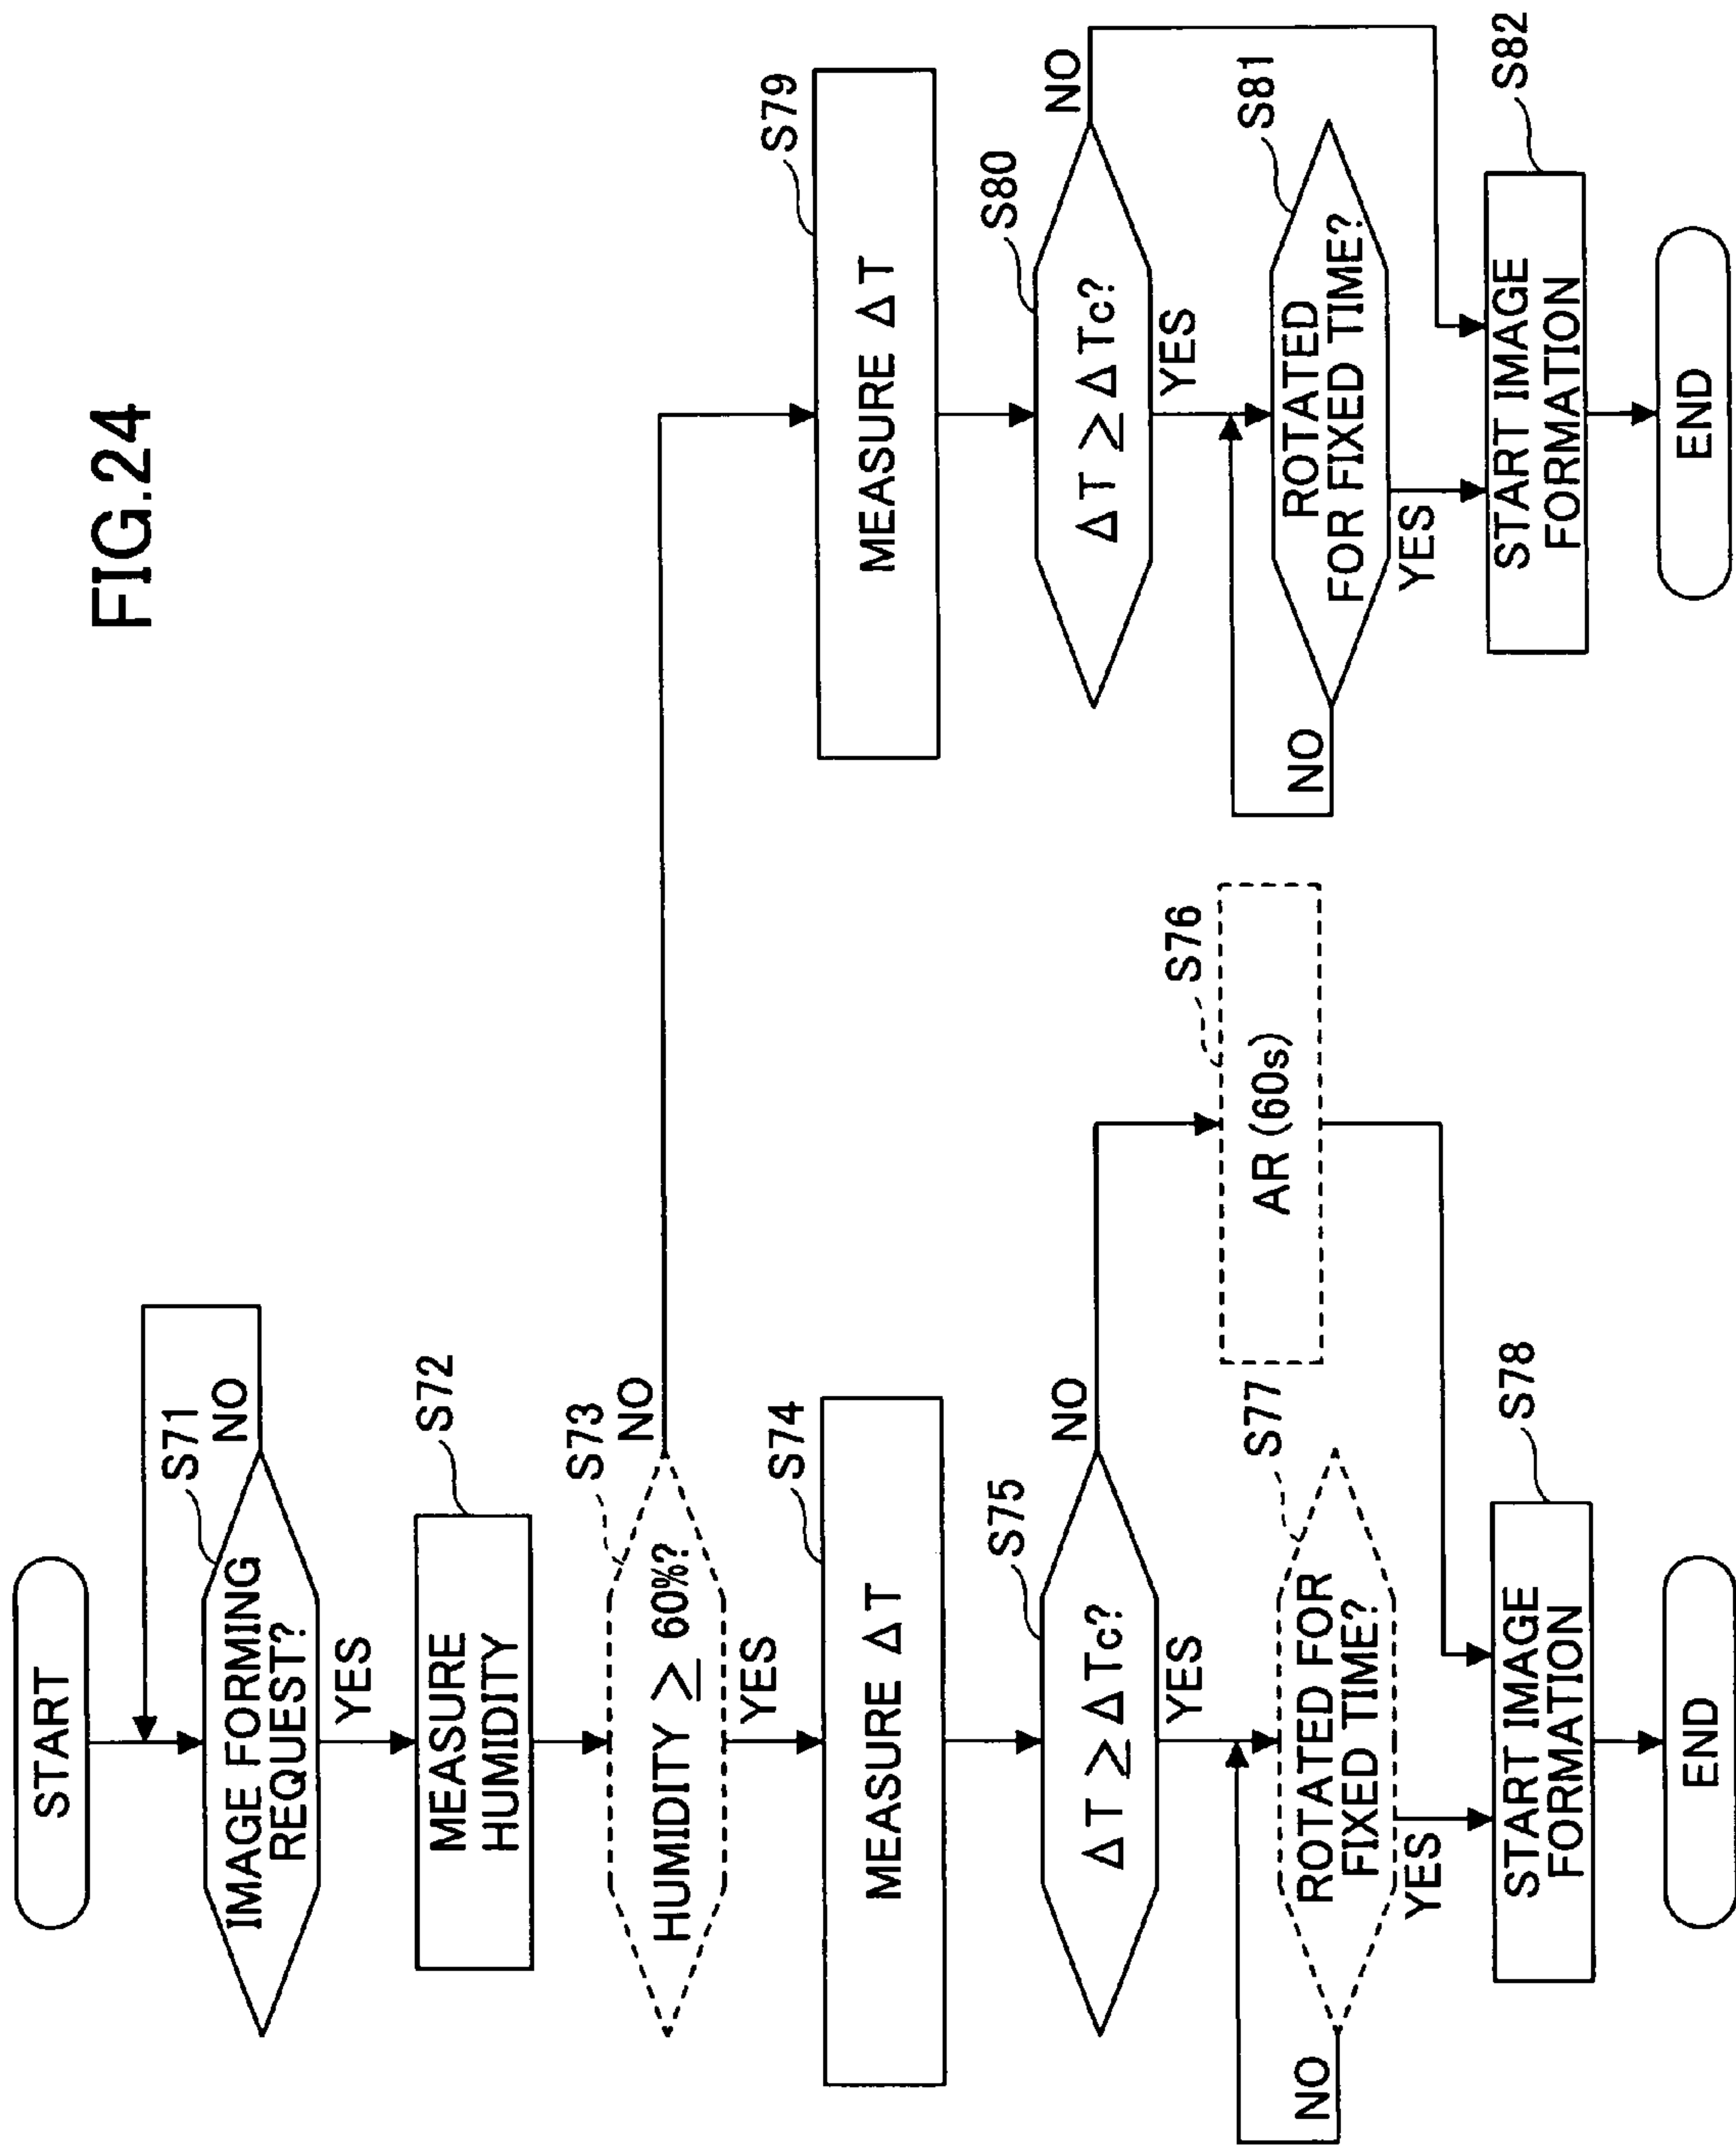 FIG.24
START
IMAGE FORMING
REQUEST?
S71
NO
YES
MEASURE
HUMIDITY
S72
HUMIDITY ≥ 60%?
S73
NO
YES
MEASURE ΔT
S74
ΔT ≥ ΔTc?
S75
NO
YES
AR (60s)
S76
ROTATED FOR
FIXED TIME?
S77
NO
YES
START IMAGE
FORMATION
S78
END
MEASURE ΔT
S79
ΔT ≥ ΔTc?
S80
NO
YES
ROTATED
FOR FIXED TIME?
S81
NO
YES
START IMAGE
FORMATION
S82
END